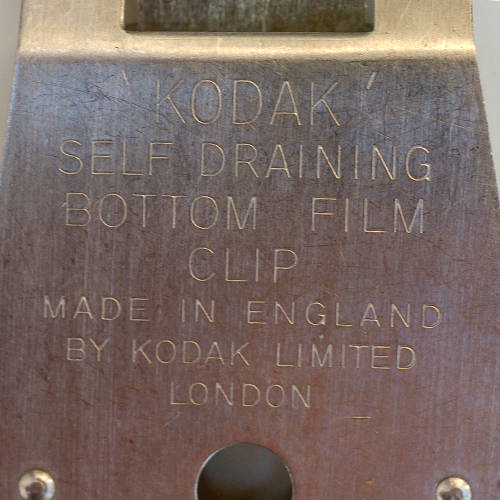 'KODAK'
SELF DRAINING
BOTTOM FILM
CLIP
MADE IN ENGLAND
BY KODAK LIMITED
LONDON